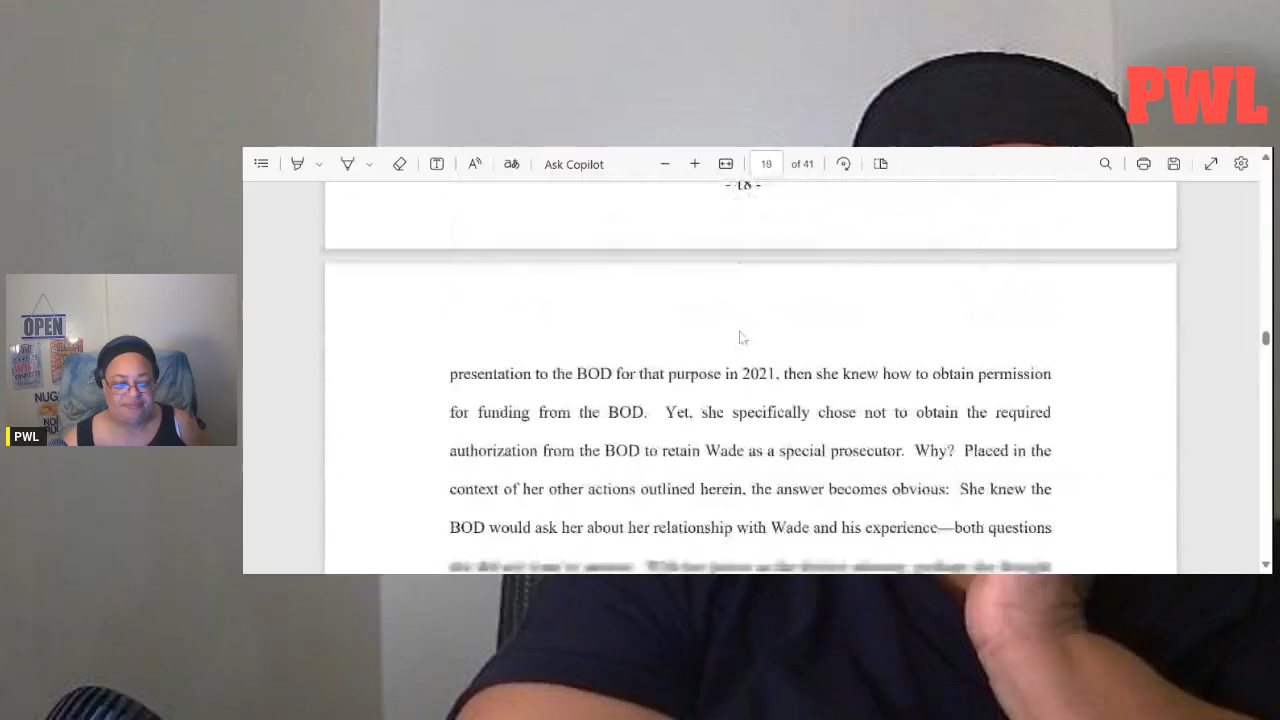 PWL
Ask Copilot
19 of 41
- 18 -
presentation to the BOD for that purpose in 2021, then she knew how to obtain permission
for funding from the BOD. Yet, she specifically chose not to obtain the required
authorization from the BOD to retain Wade as a special prosecutor. Why? Placed in the
context of her other actions outlined herein, the answer becomes obvious: She knew the
BOD would ask her about her relationship with Wade and his experience—both questions
OPEN
NUG
PWL